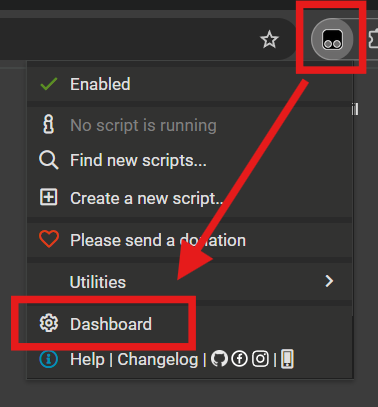 Enabled
No script is running
Find new scripts...
Create a new script...
Please send a donation
Utilities
Dashboard
Help | Changelog | |